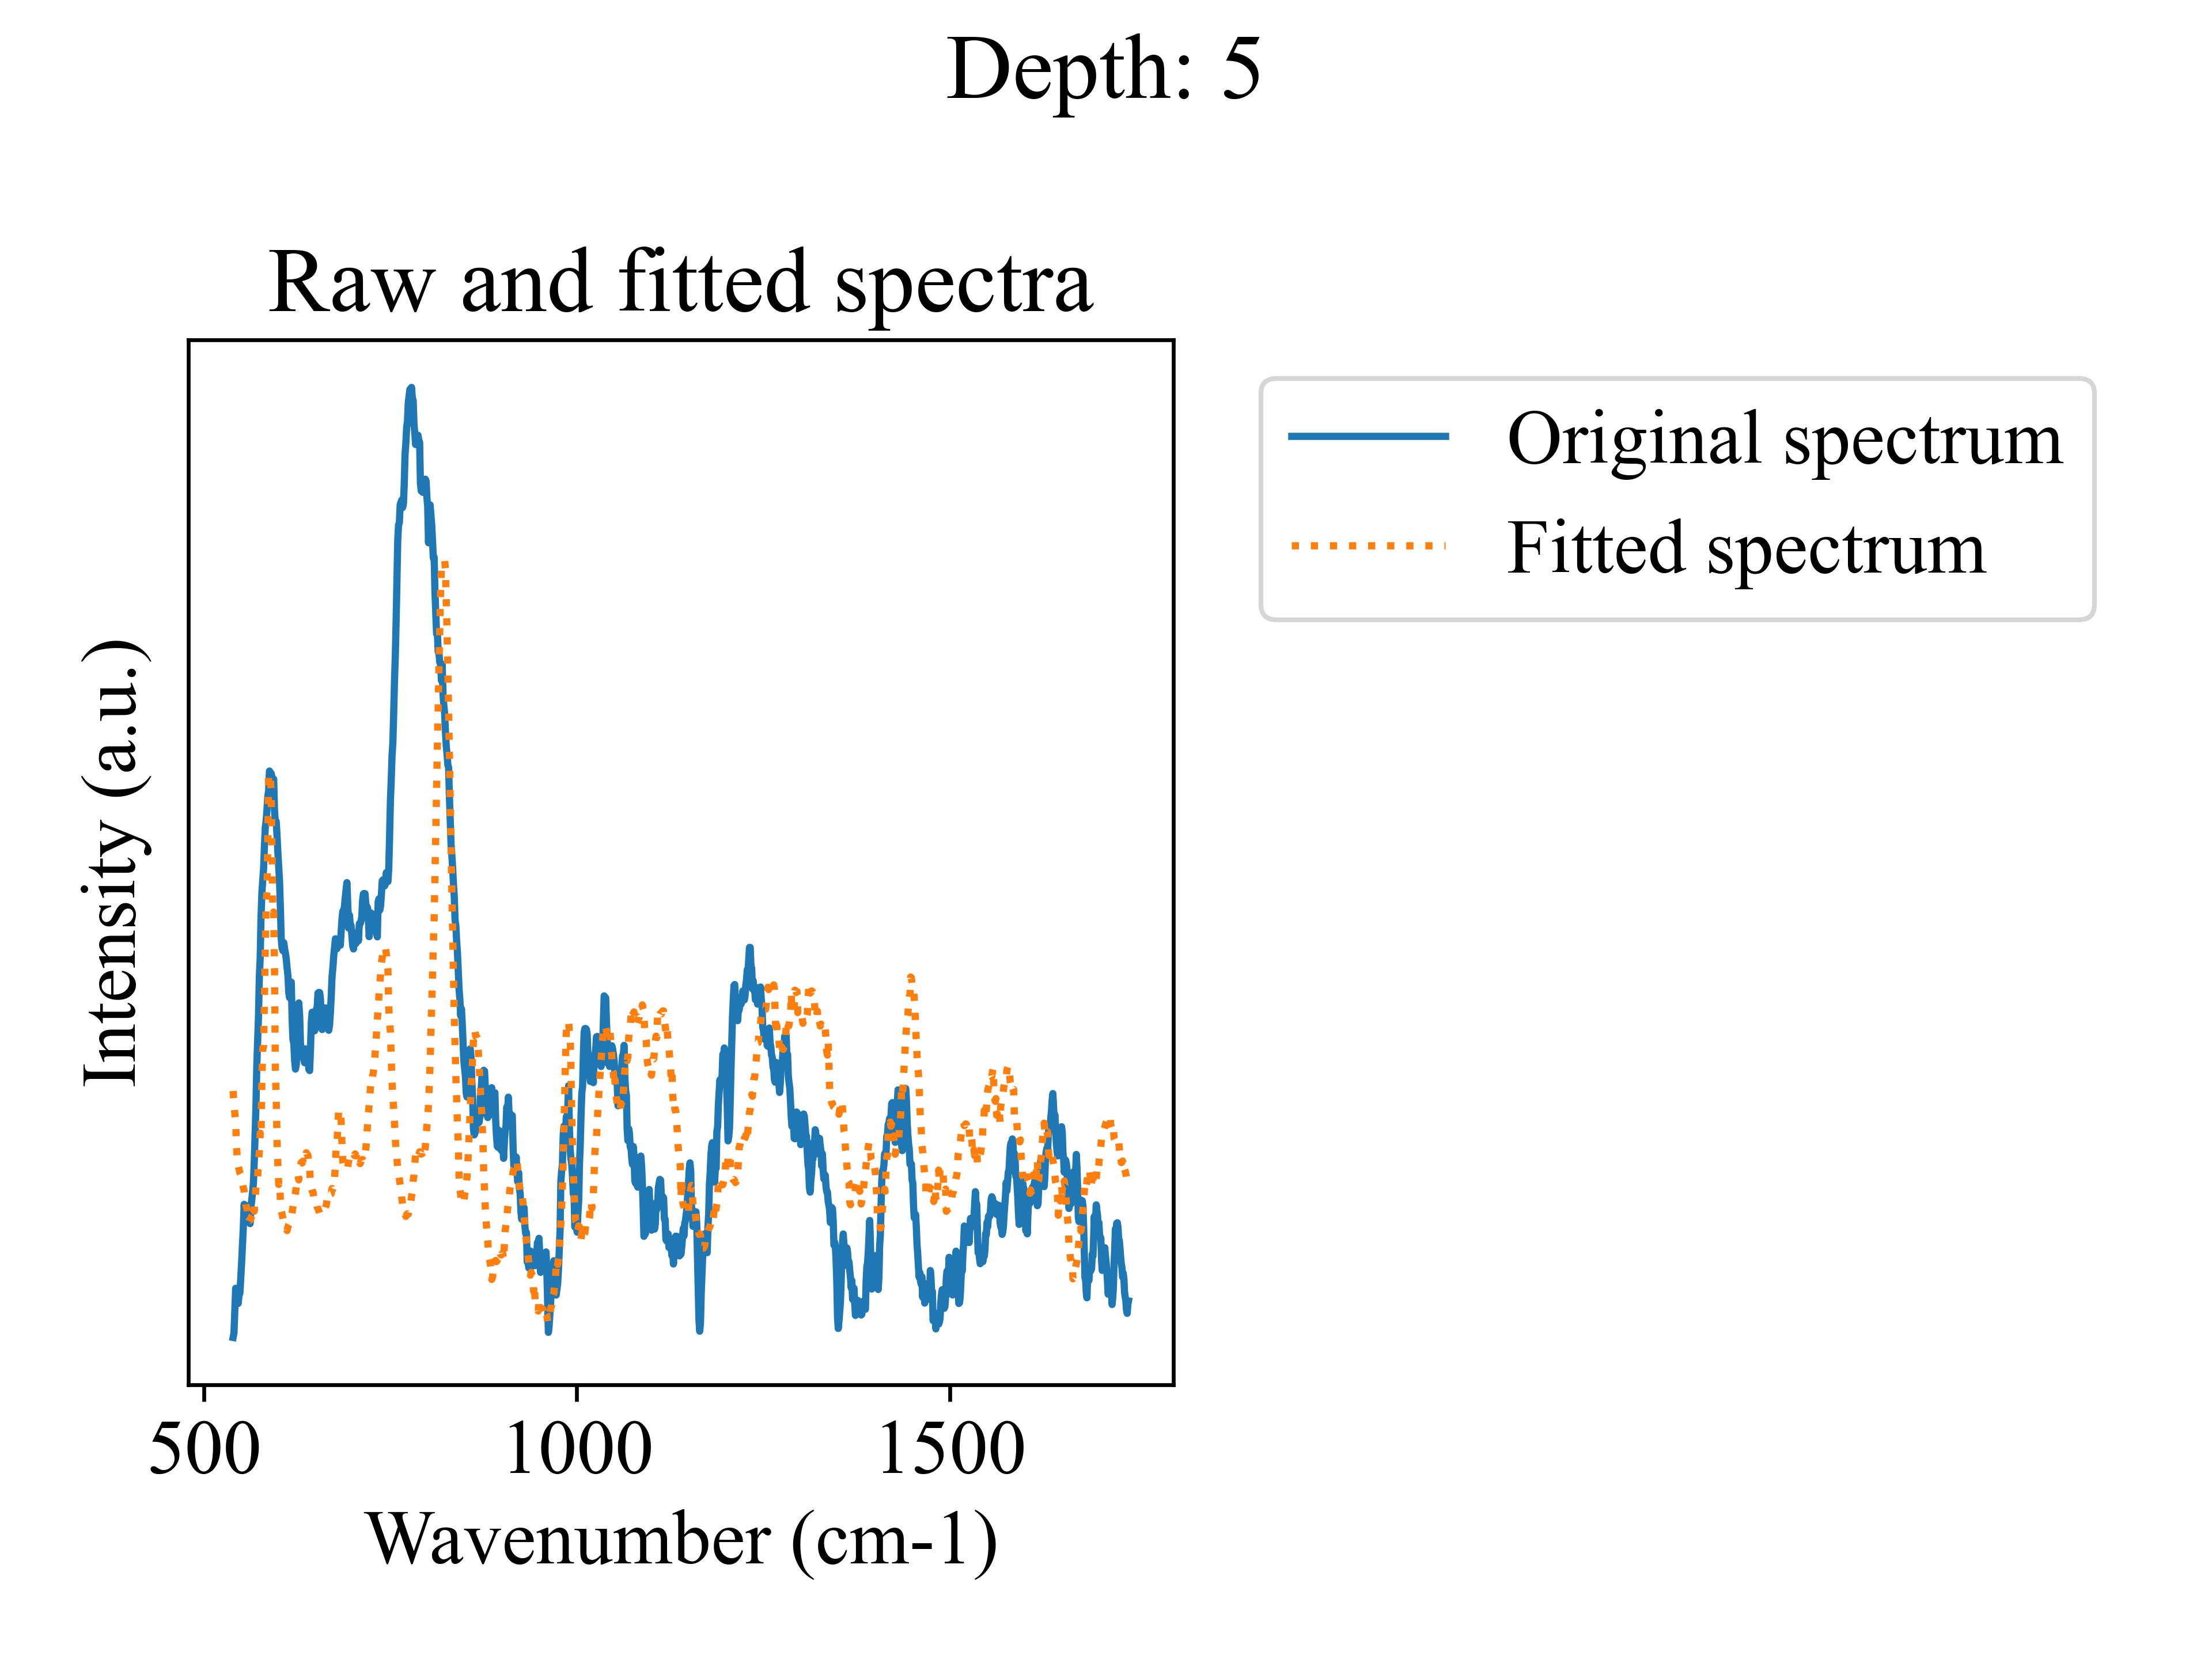 Depth: 5
Raw and fitted spectra
Original spectrum
Fitted spectrum
Intensity (a.u.)
500
1000
1500
Wavenumber (cm-1)